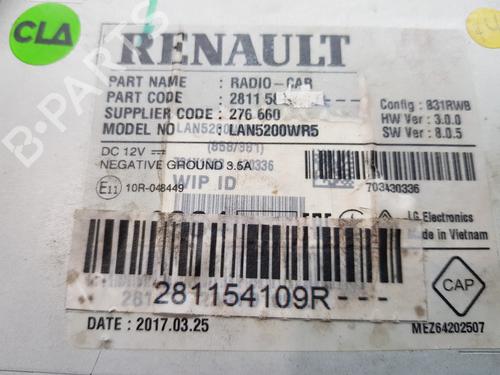 CLA
RENAULT
PART NAME : RADIO-CAR
PART CODE : 2811 58
SUPPLIER CODE : 276 660
MODEL NO LAN5200WR5
Config : 831RWB
HW Ver : 3.0.0
SW Ver : 8.0.5
DC 12V
NEGATIVE GROUND 3.5A
E11 10R-048449
WIP ID
703430336
LG Electronics
Made in Vietnam
281154109R---
CAP
DATE : 2017.03.25
MEZ64202507